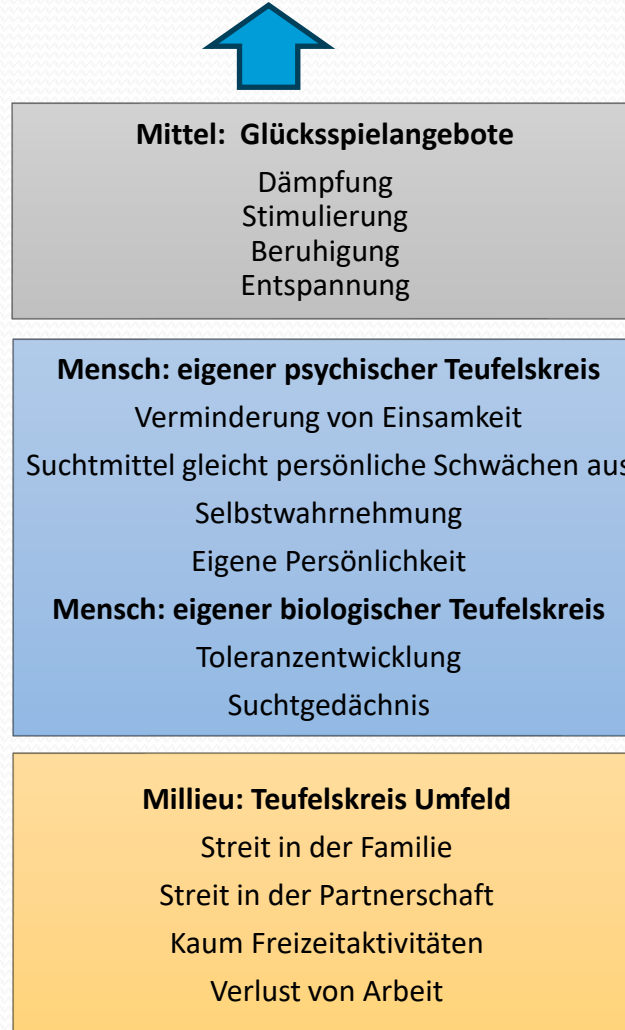 Mittel: Glücksspielangebote
Dämpfung
Stimulierung
Beruhigung
Entspannung
Mensch: eigener psychischer Teufelskreis
Verminderung von Einsamkeit
Suchtmittel gleicht persönliche Schwächen aus
Selbstwahrnehmung
Eigene Persönlichkeit
Mensch: eigener biologischer Teufelskreis
Toleranzentwicklung
Suchtgedächnis
Millieu: Teufelskreis Umfeld
Streit in der Familie
Streit in der Partnerschaft
Kaum Freizeitaktivitäten
Verlust von Arbeit